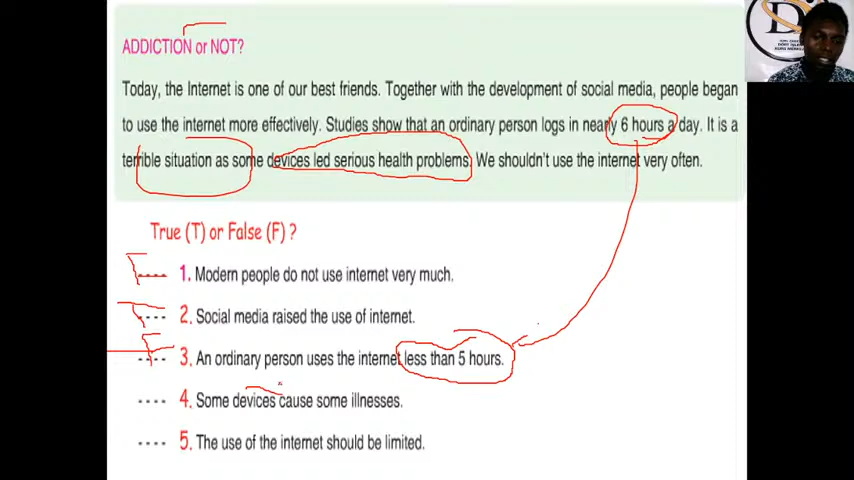 ADDICTION or NOT?
Today, the Internet is one of our best friends. Together with the development of social media, people began
to use the internet more effectively. Studies show that an ordinary person logs in nearly 6 hours a day. It is a
terrible situation as some devices led serious health problems. We shouldn't use the internet very often.
True (T) or False (F) ?
F
---- 1. Modern people do not use internet very much.
T
---- 2. Social media raised the use of internet.
F
---- 3. An ordinary person uses the internet less than 5 hours.
---- 4. Some devices cause some illnesses.
---- 5. The use of the internet should be limited.